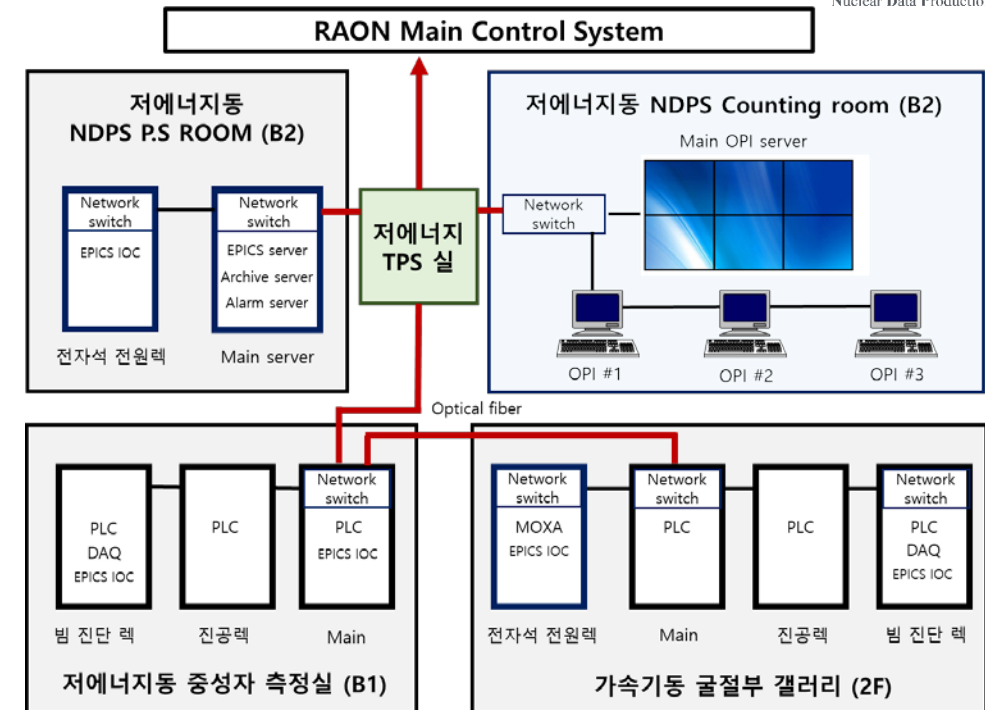 Nuclear Data Productio
RAON Main Control System
저에너지동
NDPS P.S ROOM (B2)
Network
switch
EPICS IOC
전자석 전원렉
Network
switch
EPICS server
Archive server
Alarm server
Main server
저에너지
TPS 실
저에너지동 NDPS Counting room (B2)
Main OPI server
Network
switch
OPI #1
OPI #2
OPI #3
Optical fiber
PLC
DAQ
EPICS IOC
빔 진단 렉
PLC
진공렉
Network
switch
PLC
EPICS IOC
Main
저에너지동 중성자 측정실 (B1)
Network
switch
MOXA
EPICS IOC
전자석 전원렉
Network
switch
PLC
Main
PLC
진공렉
Network
switch
PLC
DAQ
EPICS IOC
빔 진단 렉
가속기동 굴절부 갤러리 (2F)